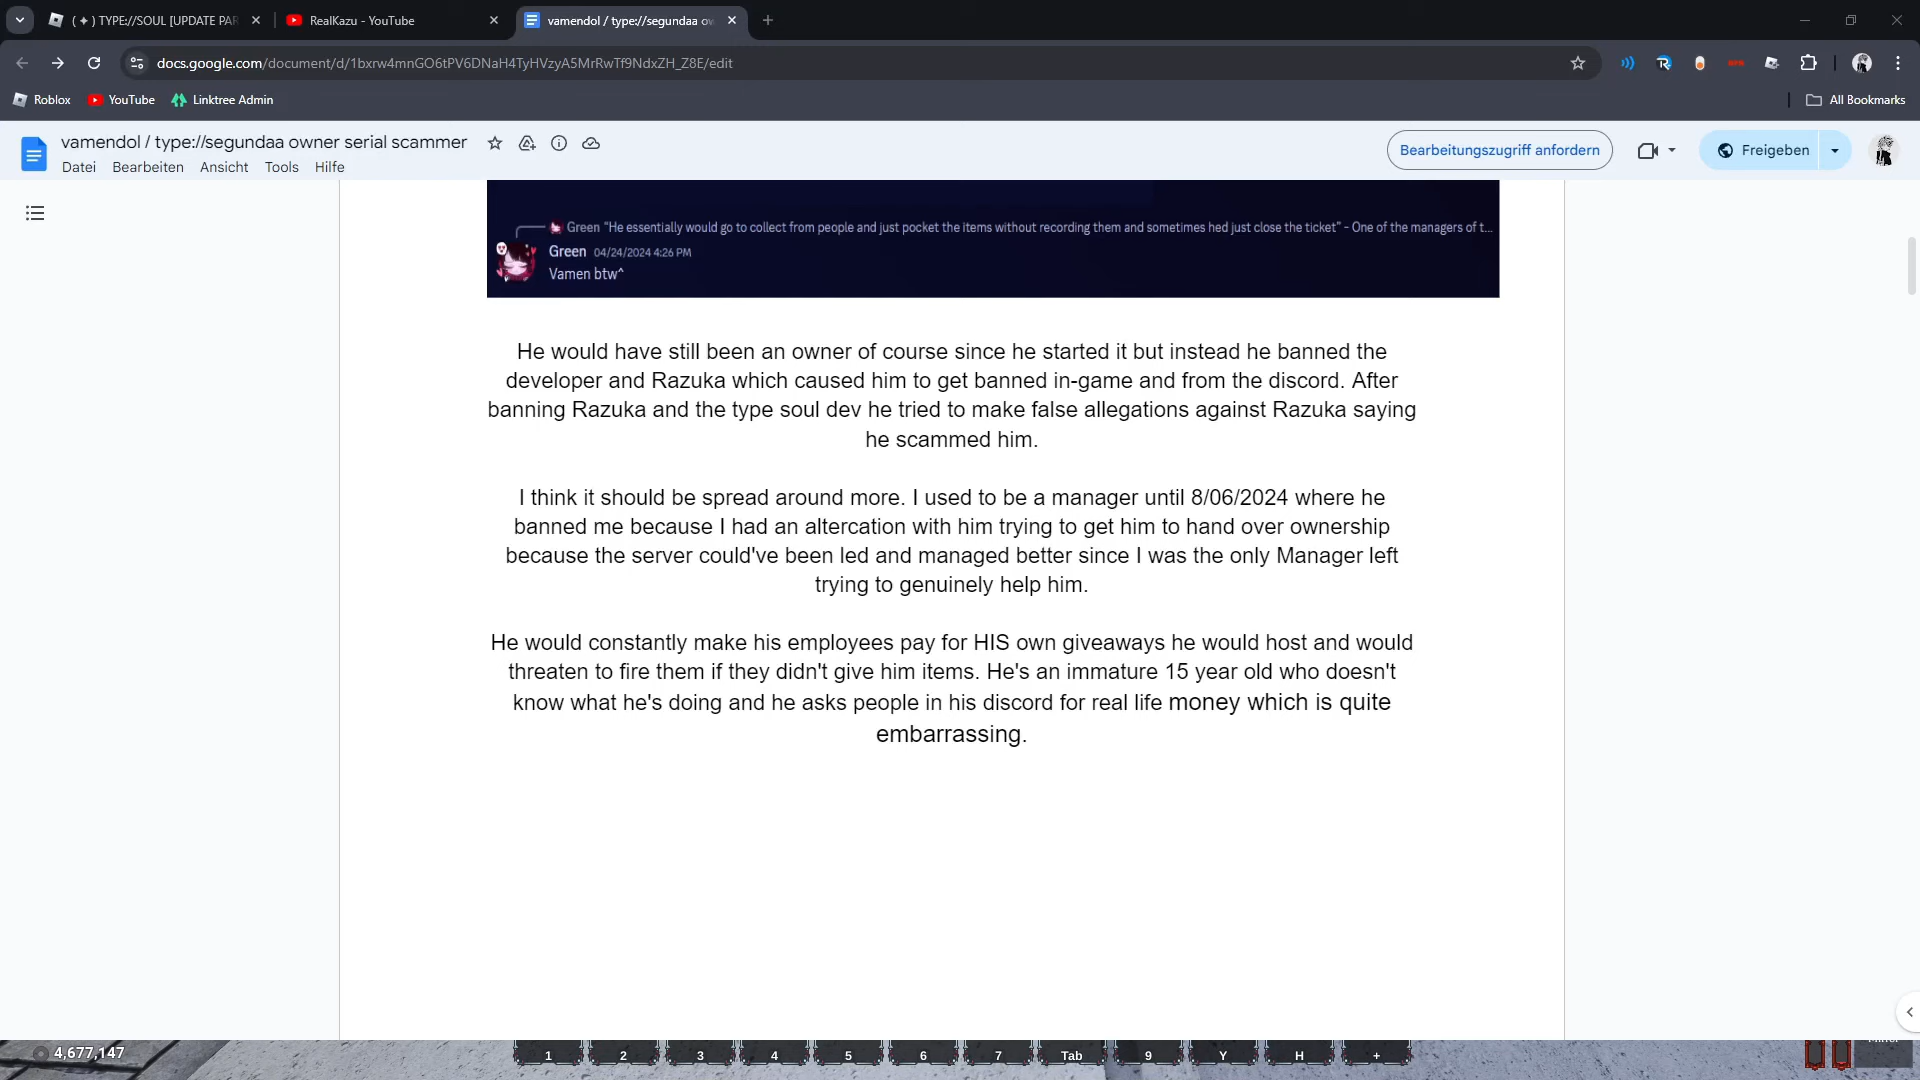 ( ✦ ) TYPE://SOUL [UPDATE PAR
RealKazu - YouTube
vamendol / type://segundaa ow
docs.google.com/document/d/1bxrw4mnGO6tPV6DNaH4TyHVzyA5MrRwTf9NdxZH_Z8E/edit
Roblox
YouTube
Linktree Admin
All Bookmarks
vamendol / type://segundaa owner serial scammer
Datei Bearbeiten Ansicht Tools Hilfe
Bearbeitungszugriff anfordern
Freigeben
Green "He essentially would go to collect from people and just pocket the items without recording them and sometimes hed just close the ticket" - One of the managers of t...
Green 04/24/2024 4:26 PM
Vamen btw^
He would have still been an owner of course since he started it but instead he banned the
developer and Razuka which caused him to get banned in-game and from the discord. After
banning Razuka and the type soul dev he tried to make false allegations against Razuka saying
he scammed him.
I think it should be spread around more. I used to be a manager until 8/06/2024 where he
banned me because I had an altercation with him trying to get him to hand over ownership
because the server could've been led and managed better since I was the only Manager left
trying to genuinely help him.
He would constantly make his employees pay for HIS own giveaways he would host and would
threaten to fire them if they didn't give him items. He's an immature 15 year old who doesn't
know what he's doing and he asks people in his discord for real life money which is quite
embarrassing.
4,677,147
1 2 3 4 5 6 7 Tab 9 Y H +